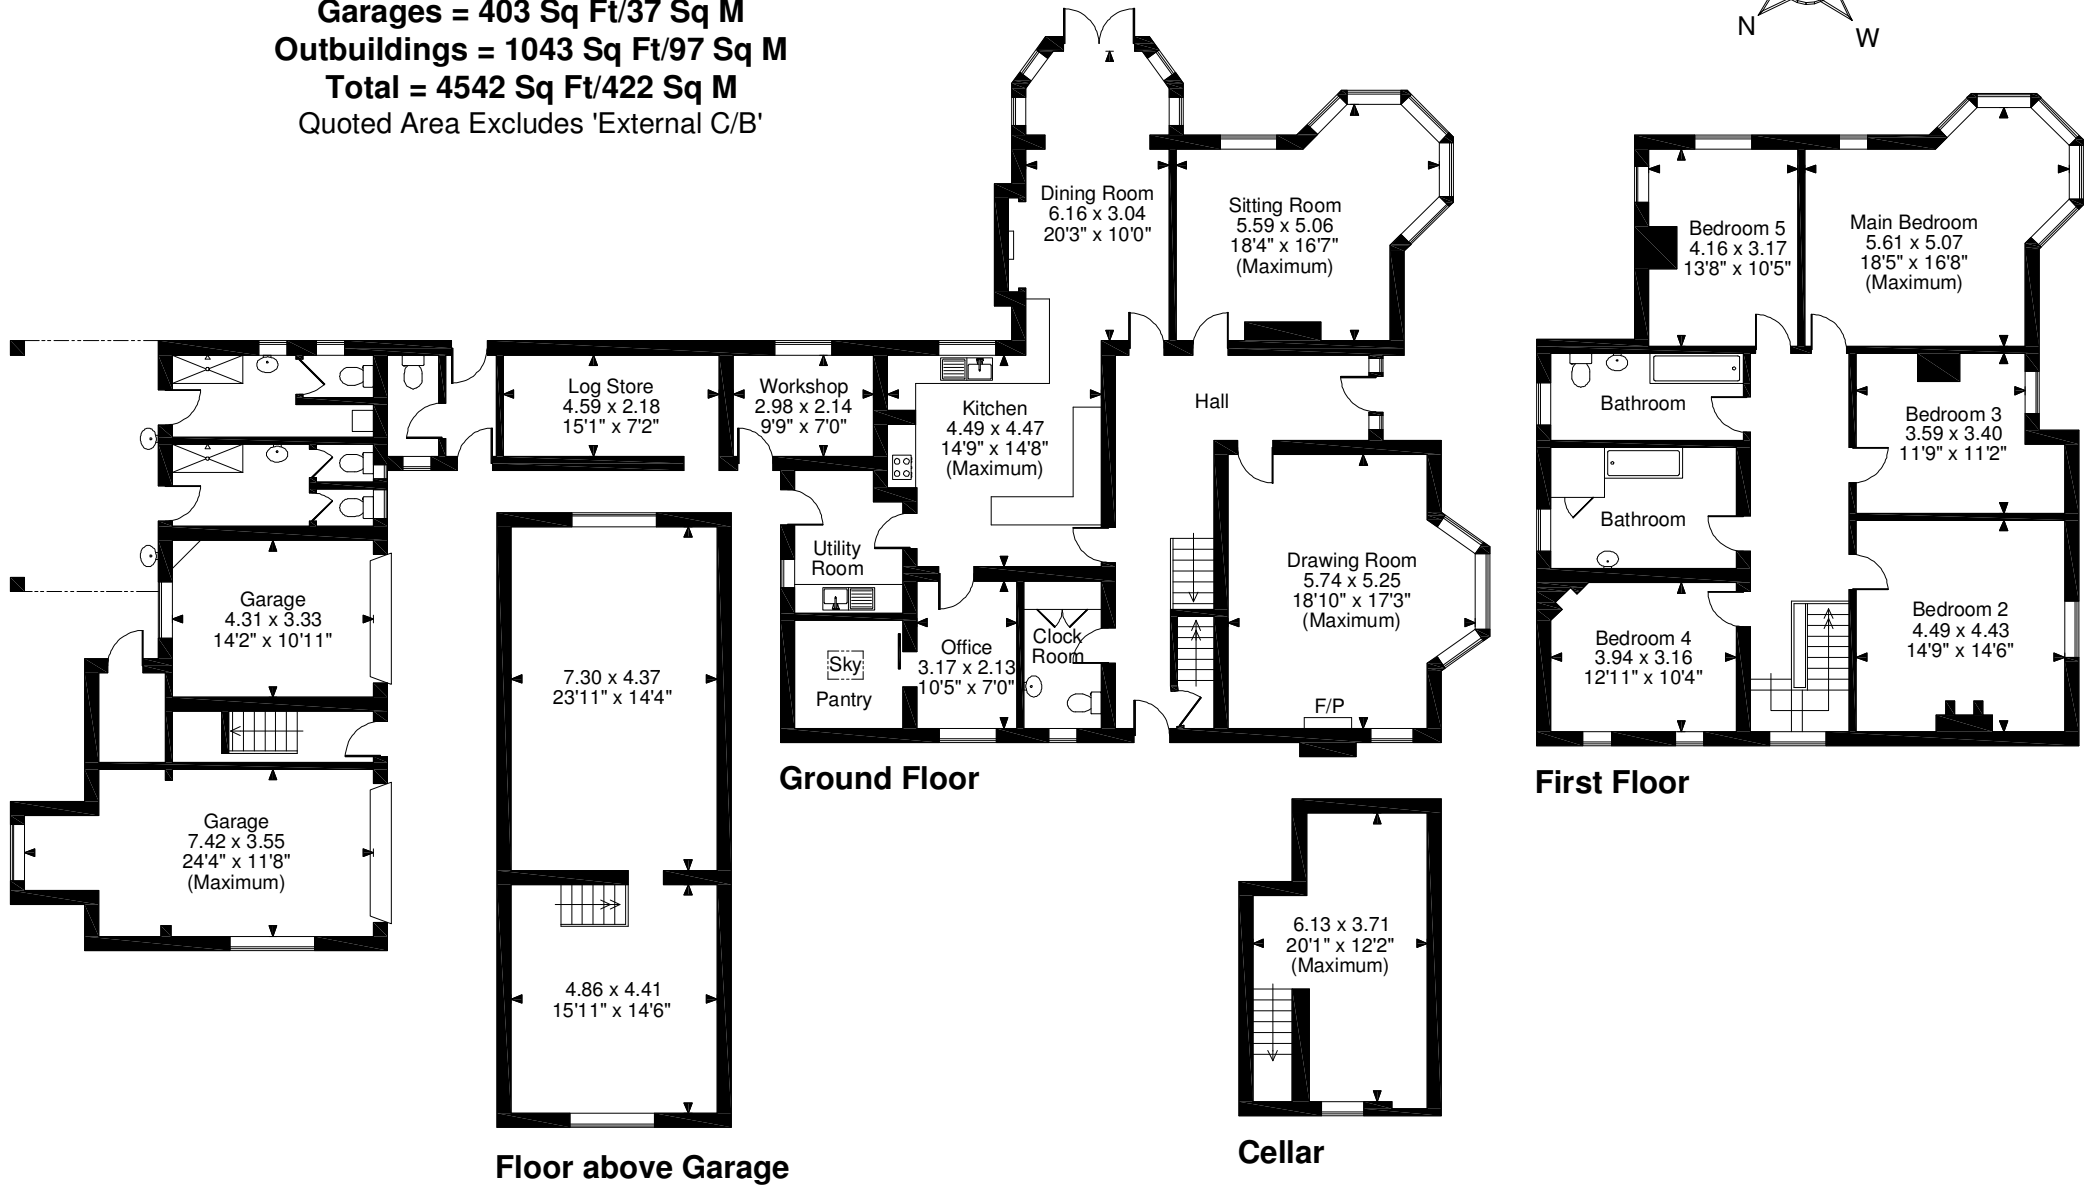 Garages = 403 Sq Ft/37 Sq M
Outbuildings = 1043 Sq Ft/97 Sq M
Total = 4542 Sq Ft/422 Sq M
Quoted Area Excludes 'External C/B'
N
W
Dining Room
6.16 x 3.04
20'3" x 10'0"
Sitting Room
5.59 x 5.06
18'4" x 16'7"
(Maximum)
Bedroom 5
4.16 x 3.17
13'8" x 10'5"
Main Bedroom
5.61 x 5.07
18'5" x 16'8"
(Maximum)
Log Store
4.59 x 2.18
15'1" x 7'2"
Workshop
2.98 x 2.14
9'9" x 7'0"
Kitchen
4.49 x 4.47
14'9" x 14'8"
(Maximum)
Hall
Bathroom
Bedroom 3
3.59 x 3.40
11'9" x 11'2"
Bathroom
Utility
Room
Drawing Room
5.74 x 5.25
18'10" x 17'3"
(Maximum)
Garage
4.31 x 3.33
14'2" x 10'11"
Bedroom 2
4.49 x 4.43
14'9" x 14'6"
Bedroom 4
3.94 x 3.16
12'11" x 10'4"
Office
3.17 x 2.13
10'5" x 7'0"
Clock
Room
Sky
Pantry
7.30 x 4.37
23'11" x 14'4"
F/P
Ground Floor
First Floor
Garage
7.42 x 3.55
24'4" x 11'8"
(Maximum)
6.13 x 3.71
20'1" x 12'2"
(Maximum)
4.86 x 4.41
15'11" x 14'6"
Cellar
Floor above Garage